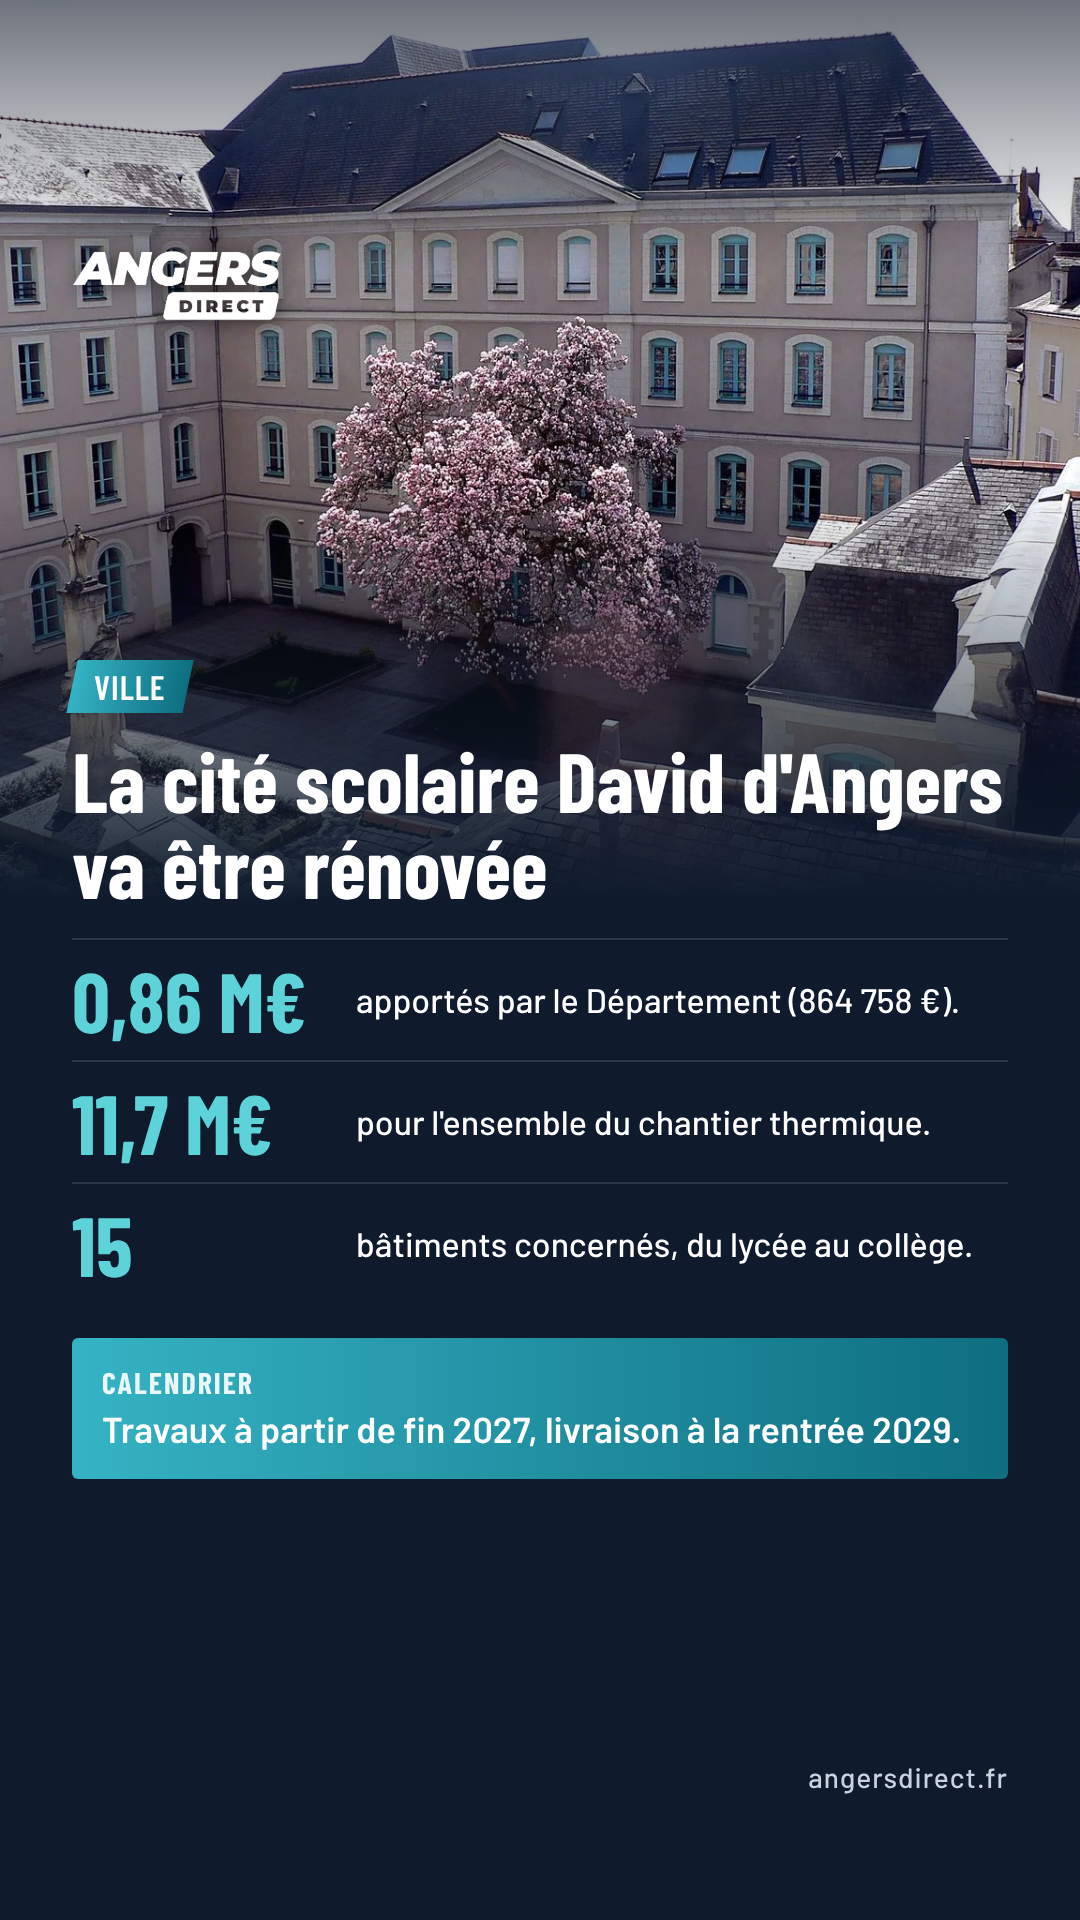 ANGERS
DIRECT
VILLE
La cité scolaire David d'Angers
va être rénovée
0,86 M€ apportés par le Département (864 758 €).
11,7 M€ pour l'ensemble du chantier thermique.
15 bâtiments concernés, du lycée au collège.
CALENDRIER
Travaux à partir de fin 2027, livraison à la rentrée 2029.
angersdirect.fr